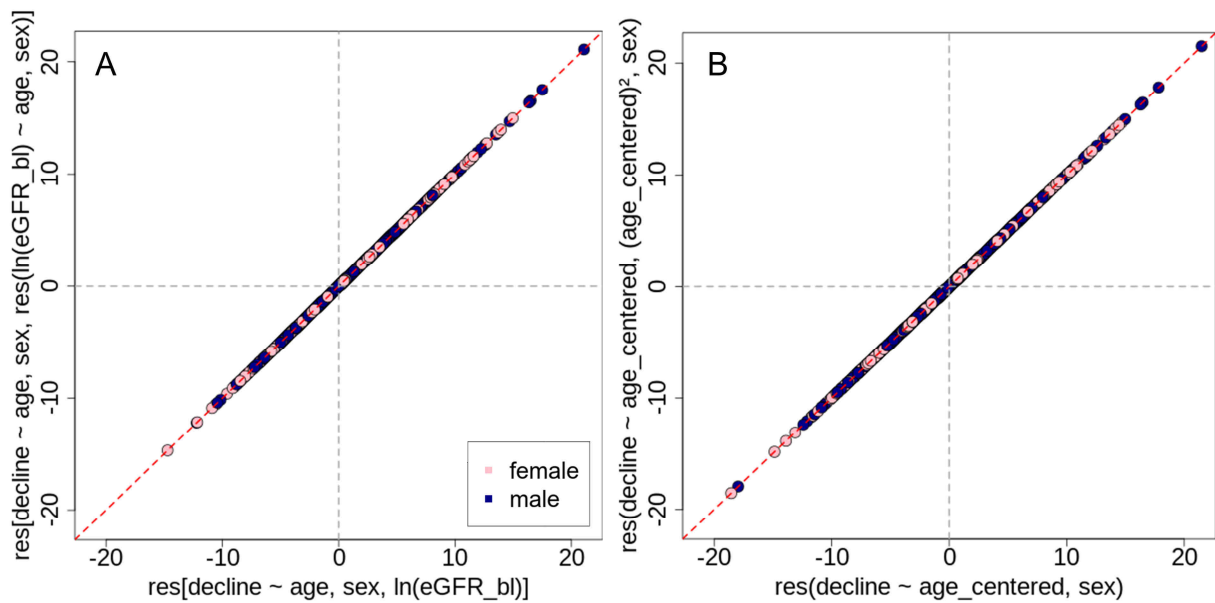 A
res[decline ~ age, sex, res(ln(eGFR_bl) ~ age, sex)]
20
10
0
-10
-20
female
male
-20
-10
0
10
20
res[decline ~ age, sex, ln(eGFR_bl)]
B
res(decline ~ age_centered, (age_centered)², sex)
20
10
0
-10
-20
-20
-10
0
10
20
res(decline ~ age_centered, sex)